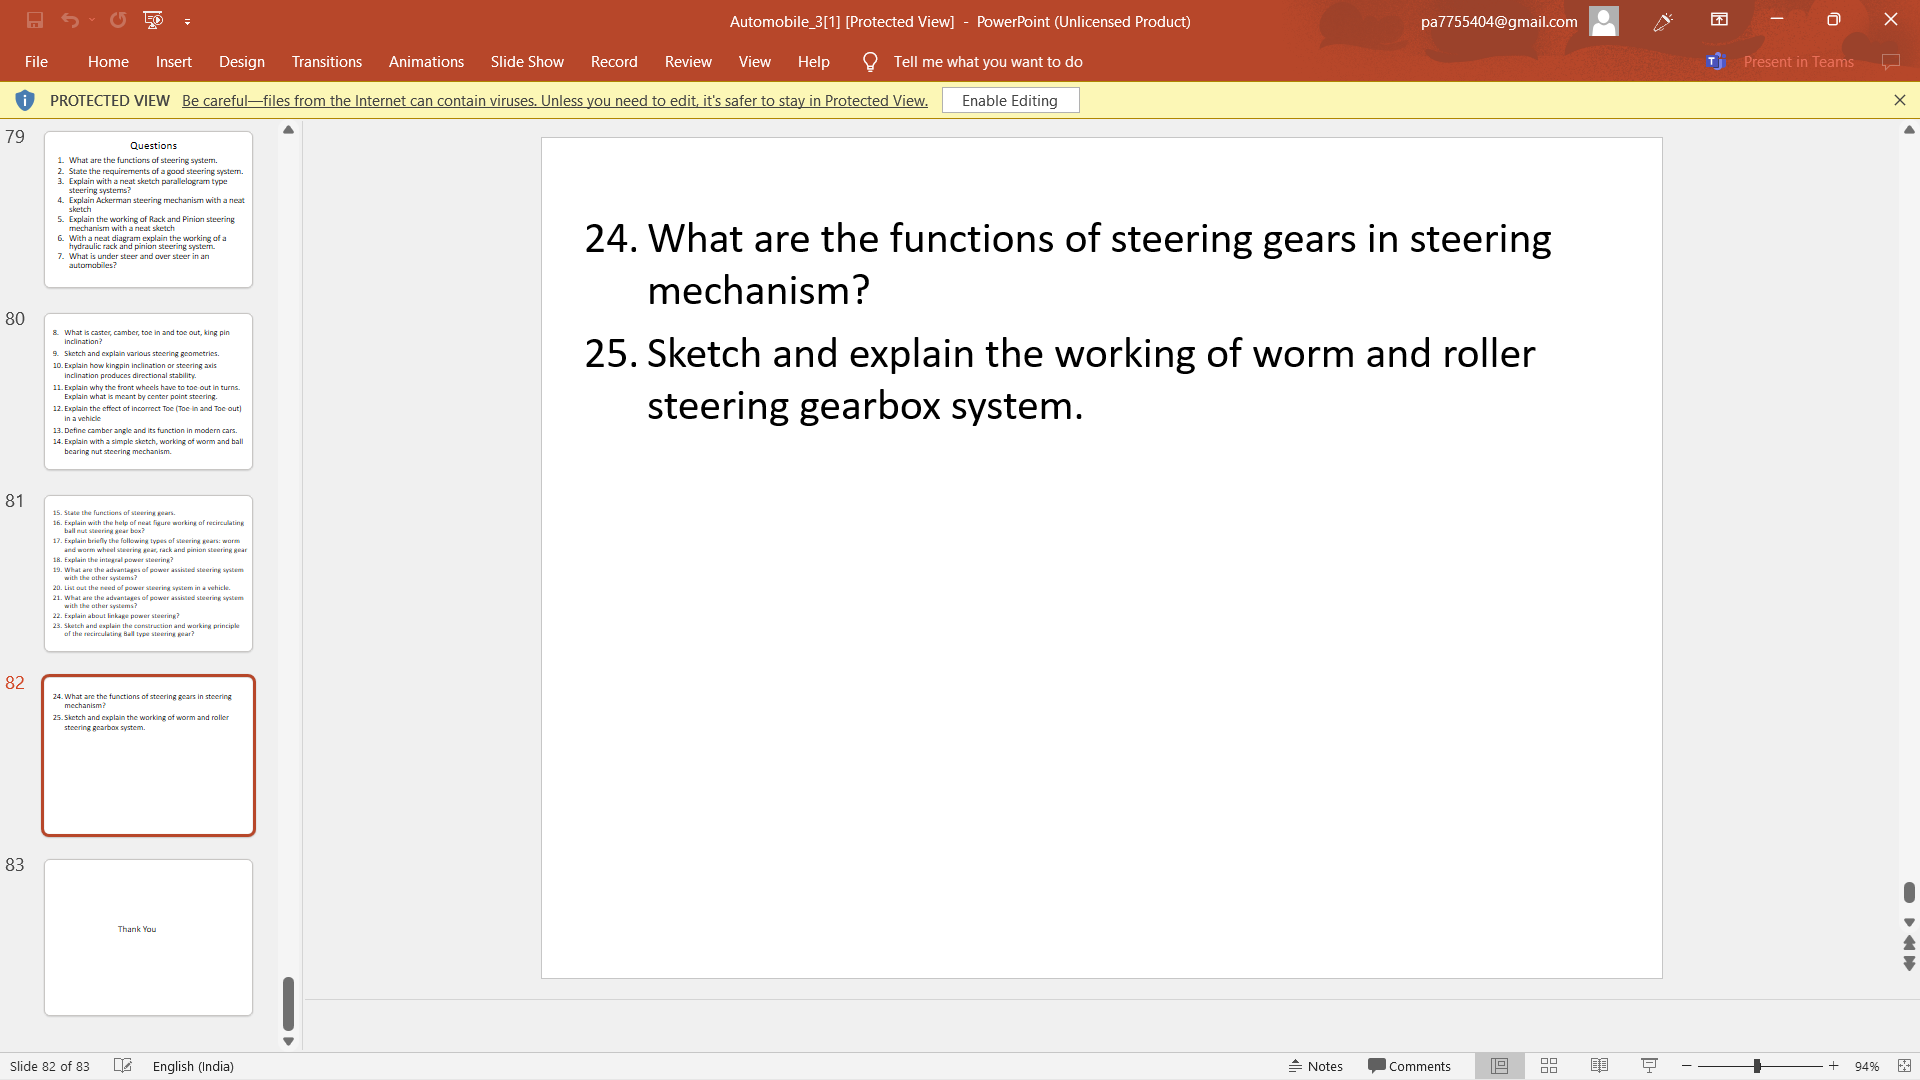 Automobile_3[1] [Protected View] - PowerPoint (Unlicensed Product)
pa7755404@gmail.com
File Home Insert Design Transitions Animations Slide Show Record Review View Help Tell me what you want to do
Present in Teams
PROTECTED VIEW Be careful—files from the Internet can contain viruses. Unless you need to edit, it's safer to stay in Protected View. Enable Editing
79
Questions
1. What are the functions of steering system.
2. State the requirements of a good steering system.
3. Explain with a neat sketch parallelogram type
steering systems?
4. Explain Ackerman steering mechanism with a neat
sketch
5. Explain the working of Rack and Pinion steering
mechanism with a neat sketch
6. With a neat diagram explain the working of a
hydraulic rack and pinion steering system.
7. What is under steer and over steer in an
automobiles?
80
8. What is caster, camber, toe in and toe out, king pin
inclination?
9. Sketch and explain various steering geometries.
10. Explain how kingpin inclination or steering axis
inclination produces directional stability.
11. Explain why the front wheels have to toe-out in turns.
Explain what is meant by center point steering.
12. Explain the effect of incorrect Toe (Toe-in and Toe-out)
in a vehicle
13. Define camber angle and its function in modern cars.
14. Explain with a simple sketch, working of worm and ball
bearing nut steering mechanism.
81
15. State the functions of steering gears.
16. Explain with the help of neat figure working of recirculating
ball nut steering gear box?
17. Explain briefly the following types of steering gears: worm
and worm wheel steering gear, rack and pinion steering gear
18. Explain the integral power steering?
19. What are the advantages of power assisted steering system
with the other systems?
20. List out the need of power steering system in a vehicle.
21. What are the advantages of power assisted steering system
with the other systems?
22. Explain about linkage power steering?
23. Sketch and explain the construction and working principle
of the recirculating Ball type steering gear?
82
24. What are the functions of steering gears in steering
mechanism?
25. Sketch and explain the working of worm and roller
steering gearbox system.
83
Thank You
24. What are the functions of steering gears in steering
mechanism?
25. Sketch and explain the working of worm and roller
steering gearbox system.
Slide 82 of 83 English (India) Notes Comments 94%